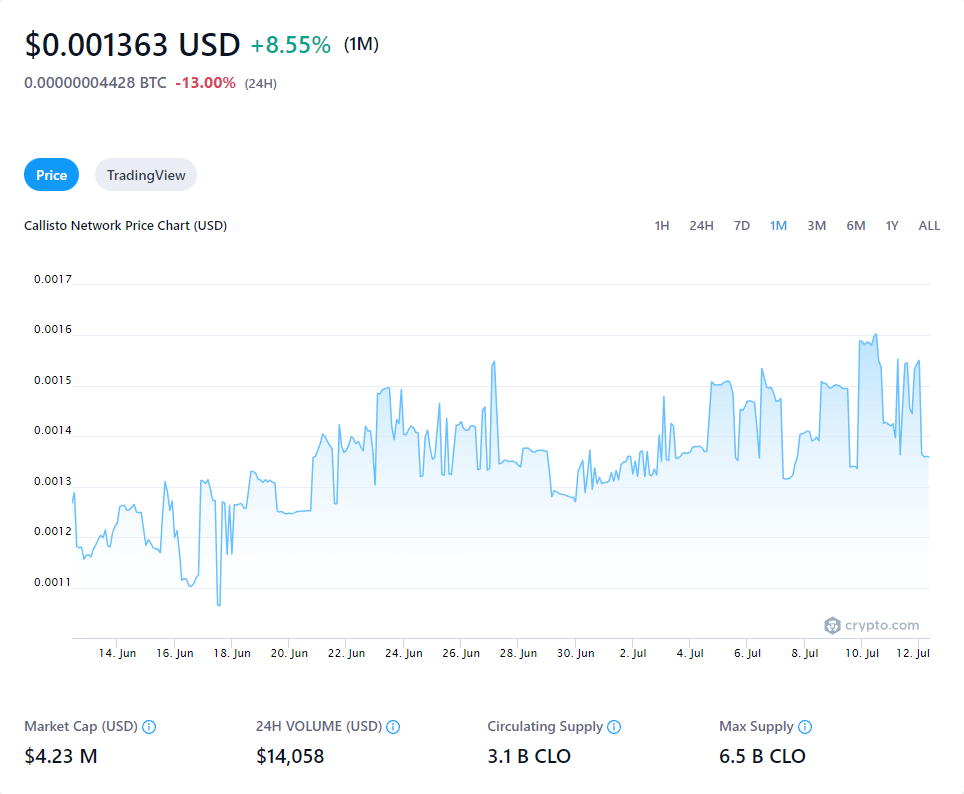 $0.001363 USD +8.55% (1M)
0.00000004428 BTC -13.00% (24H)
Price TradingView
Callisto Network Price Chart (USD) 1H 24H 7D 1M 3M 6M 1Y ALL
0.0017
0.0016
0.0015
0.0014
0.0013
0.0012
0.0011
crypto.com
14. Jun 16. Jun 18. Jun 20. Jun 22. Jun 24. Jun 26. Jun 28. Jun 30. Jun 2. Jul 4. Jul 6. Jul 8. Jul 10. Jul 12. Jul
Market Cap (USD) 24H VOLUME (USD) Circulating Supply Max Supply
$4.23 M $14,058 3.1 B CLO 6.5 B CLO